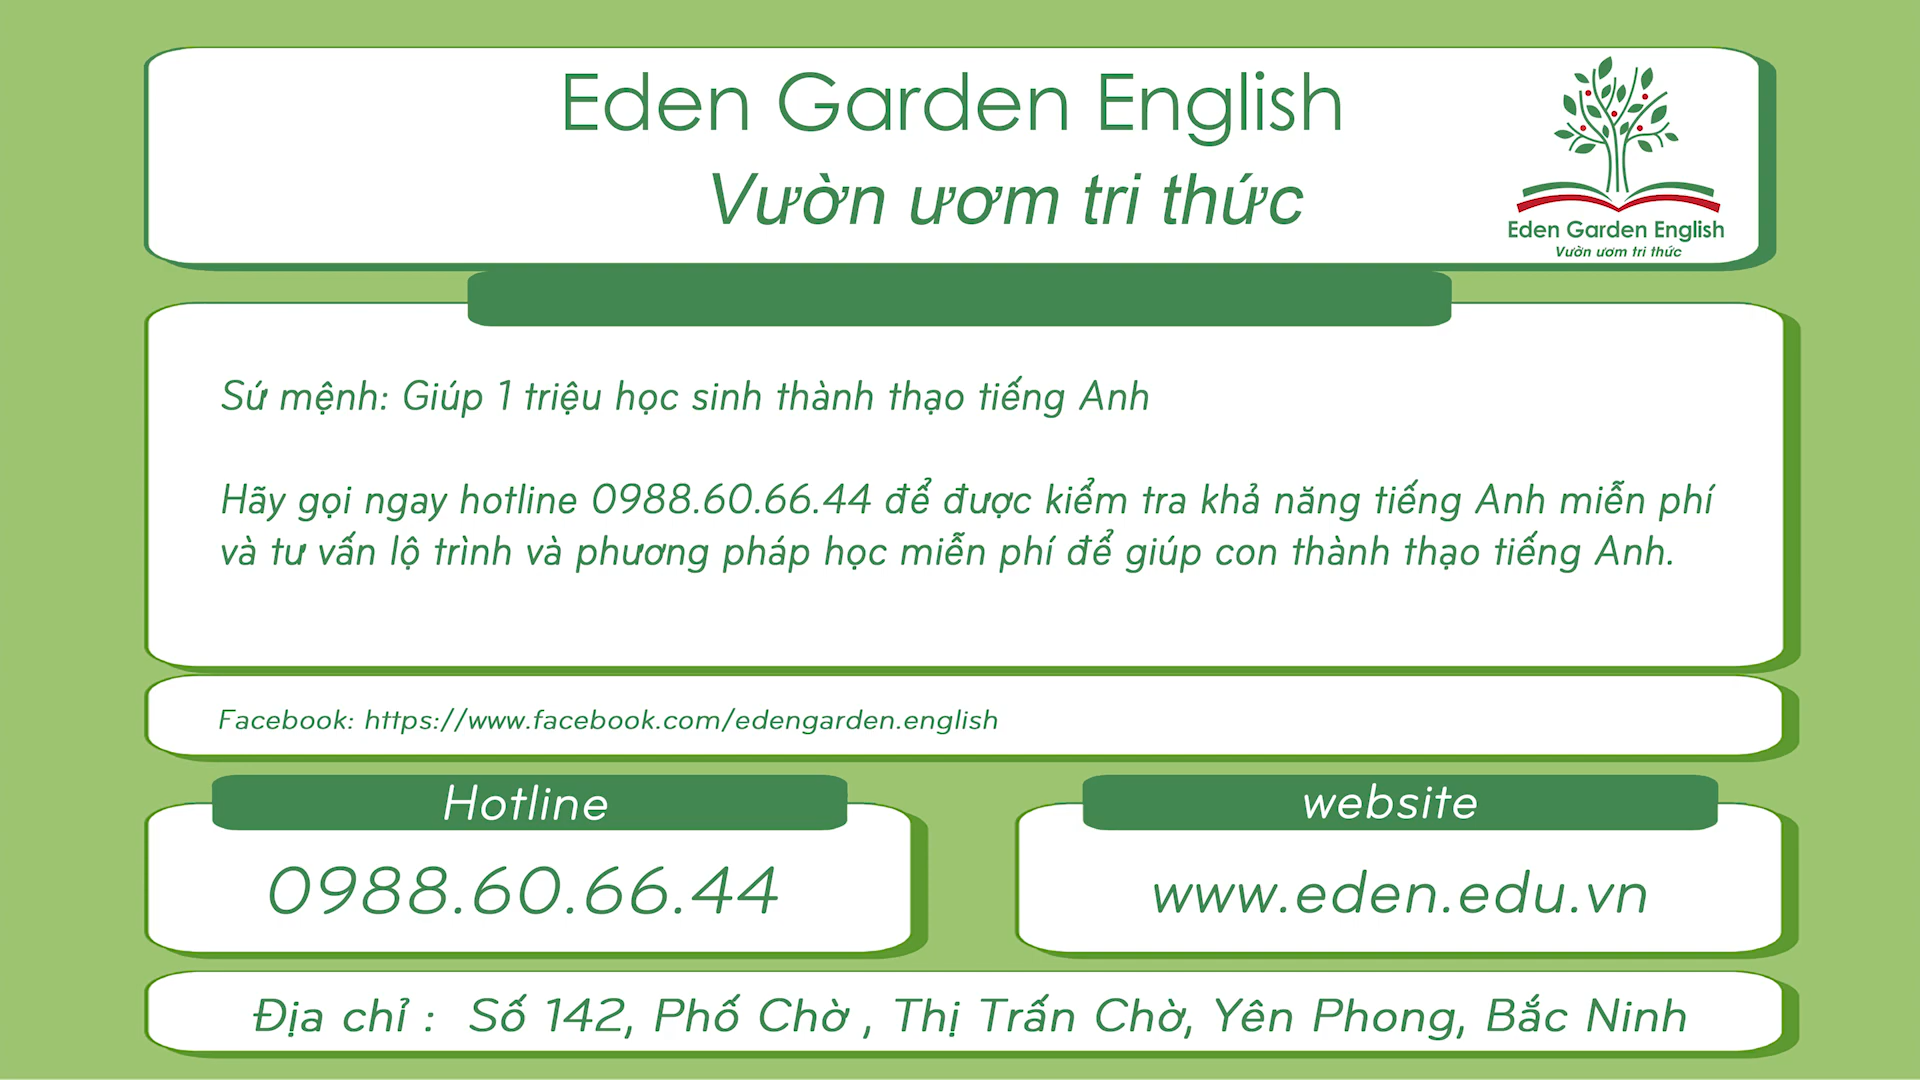 Eden Garden English
Vườn ươm tri thức
Eden Garden English
Vườn ươm tri thức
Sứ mệnh: Giúp 1 triệu học sinh thành thạo tiếng Anh
Hãy gọi ngay hotline 0988.60.66.44 để được kiểm tra khả năng tiếng Anh miễn phí
và tư vấn lộ trình và phương pháp học miễn phí để giúp con thành thạo tiếng Anh.
Facebook: https://www.facebook.com/edengarden.english
Hotline
0988.60.66.44
website
www.eden.edu.vn
Địa chỉ : Số 142, Phố Chờ , Thị Trấn Chờ, Yên Phong, Bắc Ninh